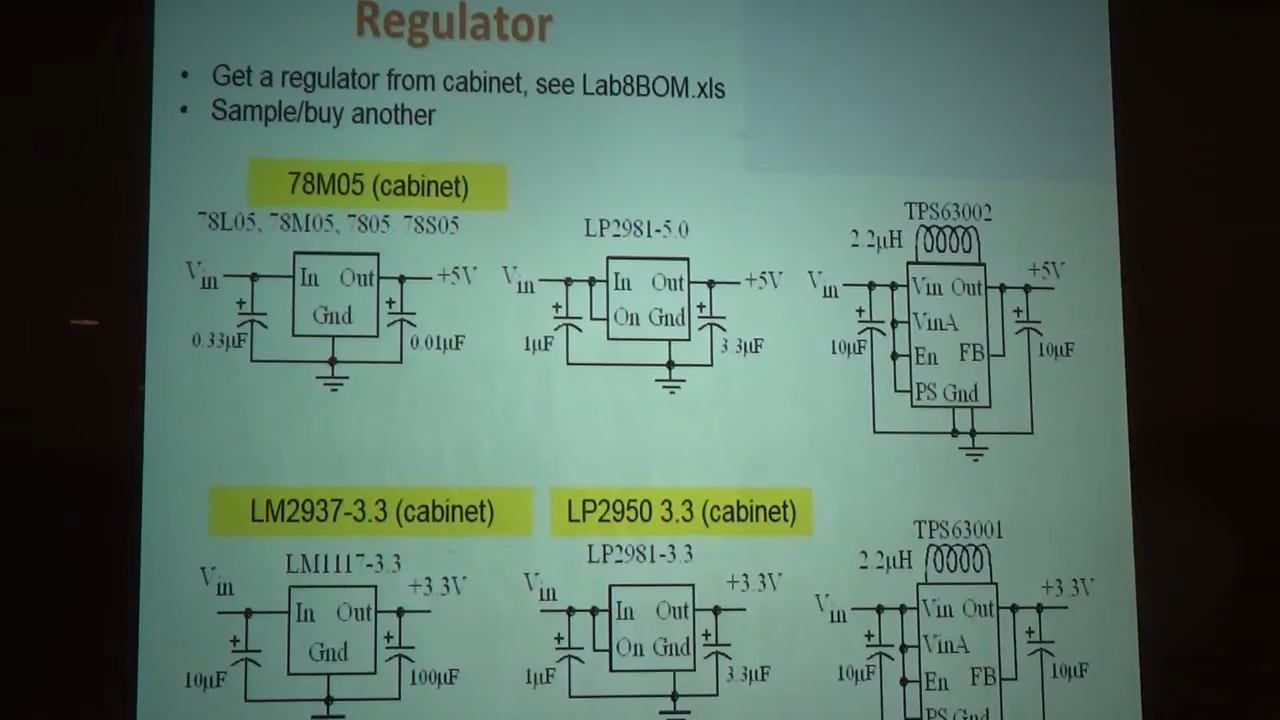 Regulator
• Get a regulator from cabinet, see Lab8BOM.xls
• Sample/buy another
78M05 (cabinet)
78L05, 78M05, 7805, 78S05
Vin
In Out
Gnd
+5V
0.33µF
0.01µF
LP2981-5.0
Vin
In Out
On Gnd
+5V
1µF
3.3µF
TPS63002
2.2µH
Vin
Vin Out
VinA
En FB
PS Gnd
+5V
10µF
10µF
LM2937-3.3 (cabinet)
LM1117-3.3
Vin
+3.3V
In Out
Gnd
10µF
100µF
LP2950 3.3 (cabinet)
LP2981-3.3
Vin
+3.3V
In Out
On Gnd
1µF
3.3µF
TPS63001
2.2µH
Vin
+3.3V
Vin Out
VinA
En FB
PS Gnd
10µF
10µF